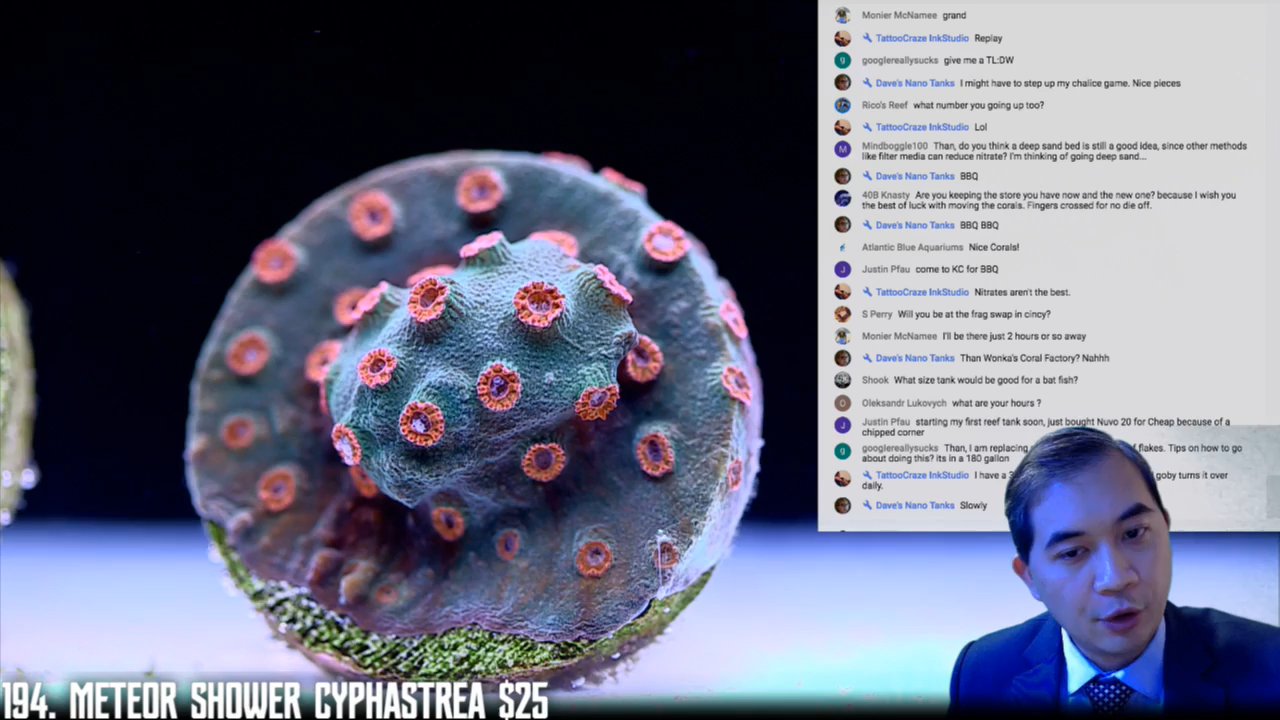 Monier McNamee grand
TattooCraze InkStudio Replay
g googlereallysucks give me a TL:DW
Dave's Nano Tanks I might have to step up my chalice game. Nice pieces
Rico's Reef what number you going up too?
TattooCraze InkStudio Lol
M Mindboggle100 Than, do you think a deep sand bed is still a good idea, since other methods
like filter media can reduce nitrate? I'm thinking of going deep sand...
Dave's Nano Tanks BBQ
40B Knasty Are you keeping the store you have now and the new one? because I wish you
the best of luck with moving the corals. Fingers crossed for no die off.
Dave's Nano Tanks BBQ BBQ
Atlantic Blue Aquariums Nice Corals!
J Justin Pfau come to KC for BBQ
TattooCraze InkStudio Nitrates aren't the best.
S Perry Will you be at the frag swap in cincy?
Monier McNamee I'll be there just 2 hours or so away
Dave's Nano Tanks Than Wonka's Coral Factory? Nahhh
Shook What size tank would be good for a bat fish?
O Oleksandr Lukovych what are your hours ?
J Justin Pfau starting my first reef tank soon, just bought Nuvo 20 for Cheap because of a
chipped corner
g googlereallysucks Than, I am replacing flakes. Tips on how to go
about doing this? its in a 180 gallon
TattooCraze InkStudio I have a goby turns it over
daily.
Dave's Nano Tanks Slowly
194. METEOR SHOWER CYPHASTREA $25